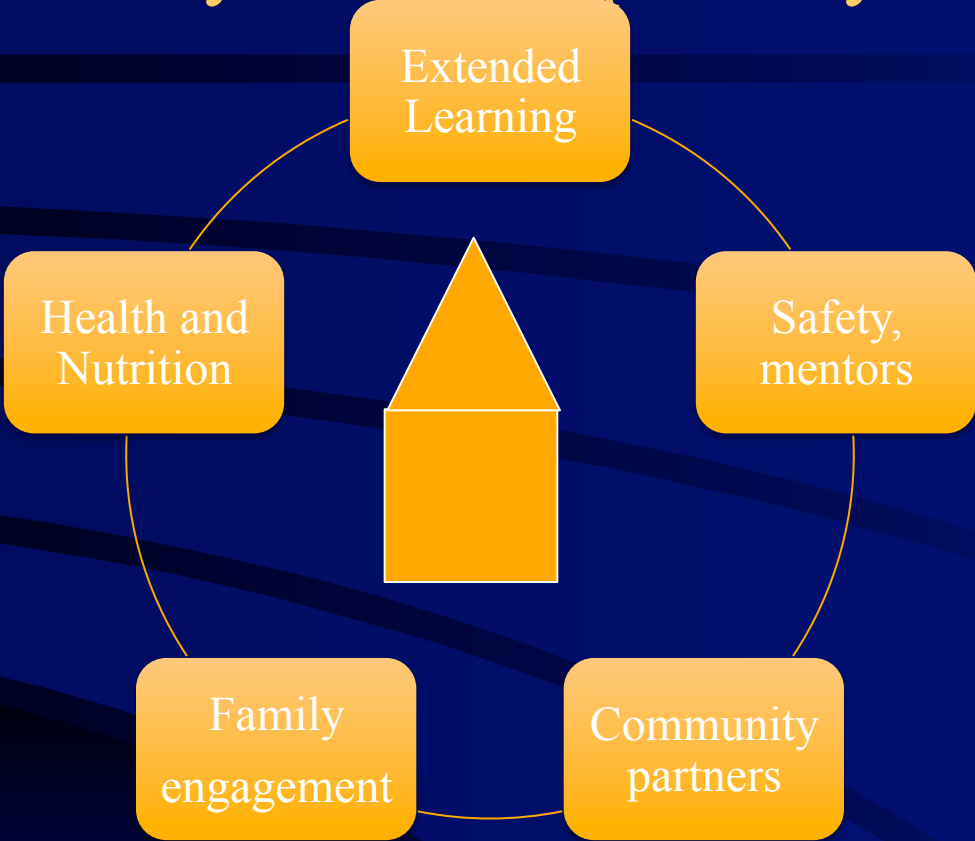 Extended
Learning
Health and
Nutrition
Safety,
mentors
Family
engagement
Community
partners